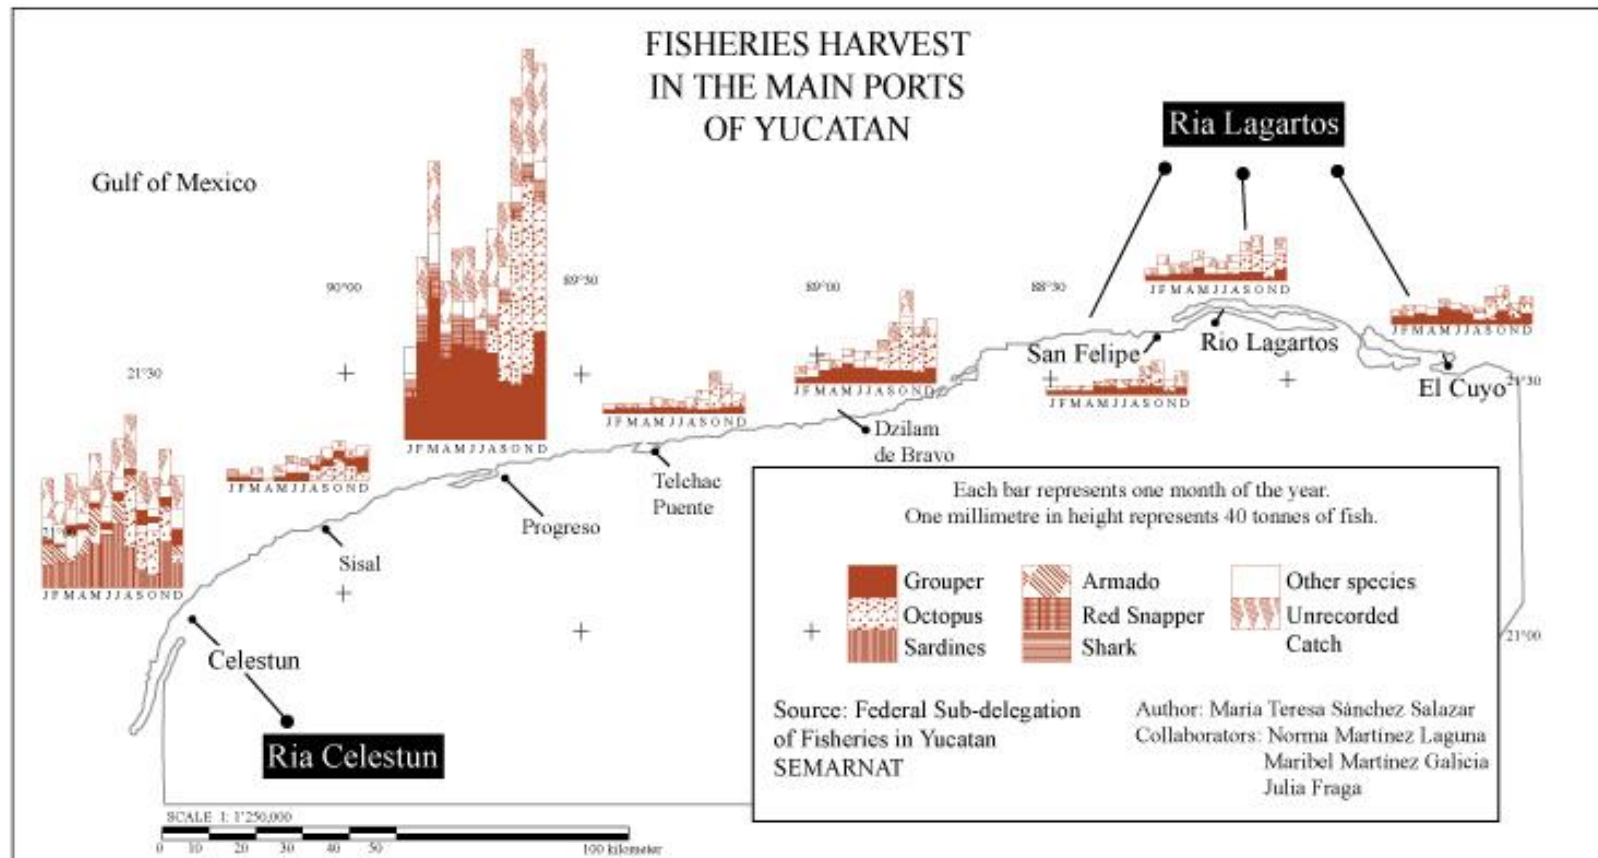 FISHERIES HARVEST
IN THE MAIN PORTS
OF YUCATAN
Ria Lagartos
Gulf of Mexico
90°00
89°30
89°00
88°30
21°30
J F M A M J J A S O N D
J F M A M J J A S O N D
J F M A M J J A S O N D
J F M A M J J A S O N D
J F M A M J J A S O N D
J F M A M J J A S O N D
J F M A M J J A S O N D
J F M A M J J A S O N D
San Felipe
Rio Lagartos
El Cuyo
21°30
Dzilam
de Bravo
Telchac
Puente
Progreso
Sisal
Celestun
Ria Celestun
21°00
Each bar represents one month of the year.
One millimetre in height represents 40 tonnes of fish.
Grouper
Octopus
Sardines
Armado
Red Snapper
Shark
Other species
Unrecorded
Catch
Source: Federal Sub-delegation
of Fisheries in Yucatan
SEMARNAT
Author: María Teresa Sánchez Salazar
Collaborators: Norma Martínez Laguna
Maribel Martínez Galicia
Julia Fraga
SCALE 1: 1'250,000
0 10 20 30 40 50 100 kilometer